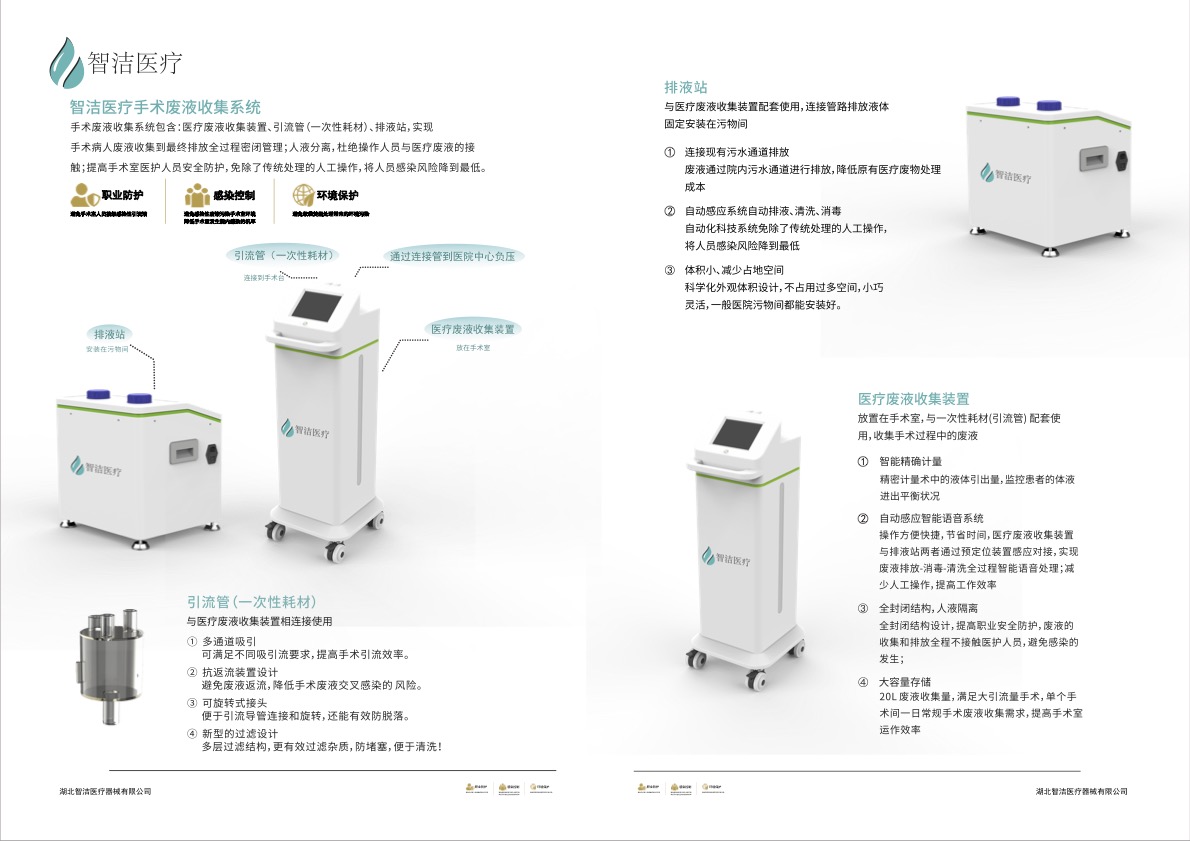 智洁医疗
智洁医疗手术废液收集系统
手术废液收集系统包含:医疗废液收集装置、引流管(一次性耗材)、排液站,实现
手术病人废液收集到最终排放全过程密闭管理;人液分离,杜绝操作人员与医疗废液的接
触;提高手术室医护人员安全防护,免除了传统处理的人工操作,将人员感染风险降到最低。
职业防护
感染控制
环境保护
引流管(一次性耗材)
连接到手术台
通过连接管到医院中心负压
医疗废液收集装置
放在手术室
排液站
安装在污物间
智洁医疗
智洁医疗
引流管(一次性耗材)
与医疗废液收集装置相连接使用
① 多通道吸引
可满足不同吸引流要求,提高手术引流效率。
② 抗返流装置设计
避免废液返流,降低手术废液交叉感染的 风险。
③ 可旋转式接头
便于引流导管连接和旋转,还能有效防脱落。
④ 新型的过滤设计
多层过滤结构,更有效过滤杂质,防堵塞,便于清洗!
湖北智洁医疗器械有限公司
职业防护
感染控制
环境保护
排液站
与医疗废液收集装置配套使用,连接管路排放液体
固定安装在污物间
① 连接现有污水通道排放
废液通过院内污水通道进行排放,降低原有医疗废物处理
成本
② 自动感应系统自动排液、清洗、消毒
自动化科技系统免除了传统处理的人工操作,
将人员感染风险降到最低
③ 体积小、减少占地空间
科学化外观体积设计,不占用过多空间,小巧
灵活,一般医院污物间都能安装好。
智洁医疗
医疗废液收集装置
放置在手术室,与一次性耗材(引流管) 配套使
用,收集手术过程中的废液
① 智能精确计量
精密计量术中的液体引出量,监控患者的体液
进出平衡状况
② 自动感应智能语音系统
操作方便快捷,节省时间,医疗废液收集装置
与排液站两者通过预定位装置感应对接,实现
废液排放-消毒-清洗全过程智能语音处理;减
少人工操作,提高工作效率
③ 全封闭结构,人液隔离
全封闭结构设计,提高职业安全防护,废液的
收集和排放全程不接触医护人员,避免感染的
发生;
④ 大容量存储
20L 废液收集量,满足大引流量手术,单个手
术间一日常规手术废液收集需求,提高手术室
运作效率
智洁医疗
职业防护
感染控制
环境保护
湖北智洁医疗器械有限公司